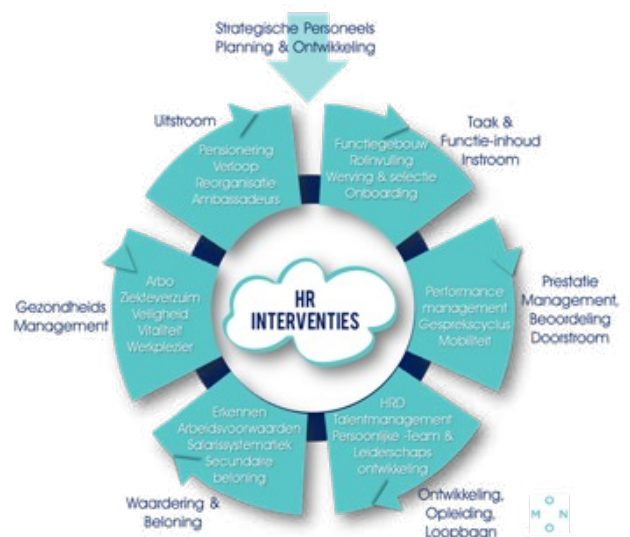 Strategische Personeels
Planning & Ontwikkeling
Uitstroom
Pensionering
Verloop
Reorganisatie
Ambassadeurs
Functiegebouw
Rolinvulling
Werving & selectie
Onboarding
Taak &
Functie-inhoud
Instroom
Gezondheids
Management
Arbo
Ziekteverzuim
Veiligheid
Vitaliteit
Werkplezier
HR
INTERVENTIES
Performance
management
Gesprekscyclus
Mobiliteit
Prestatie
Management,
Beoordeling
Doorstroom
Erkennen
Arbeidsvoorwaarden
Salarissystematiek
Secundaire
beloning
Waardering &
Beloning
HRD
Talentmanagement
Persoonlijke -Team &
Leiderschaps
ontwikkeling
Ontwikkeling,
Opleiding,
Loopbaan
O
M N
O